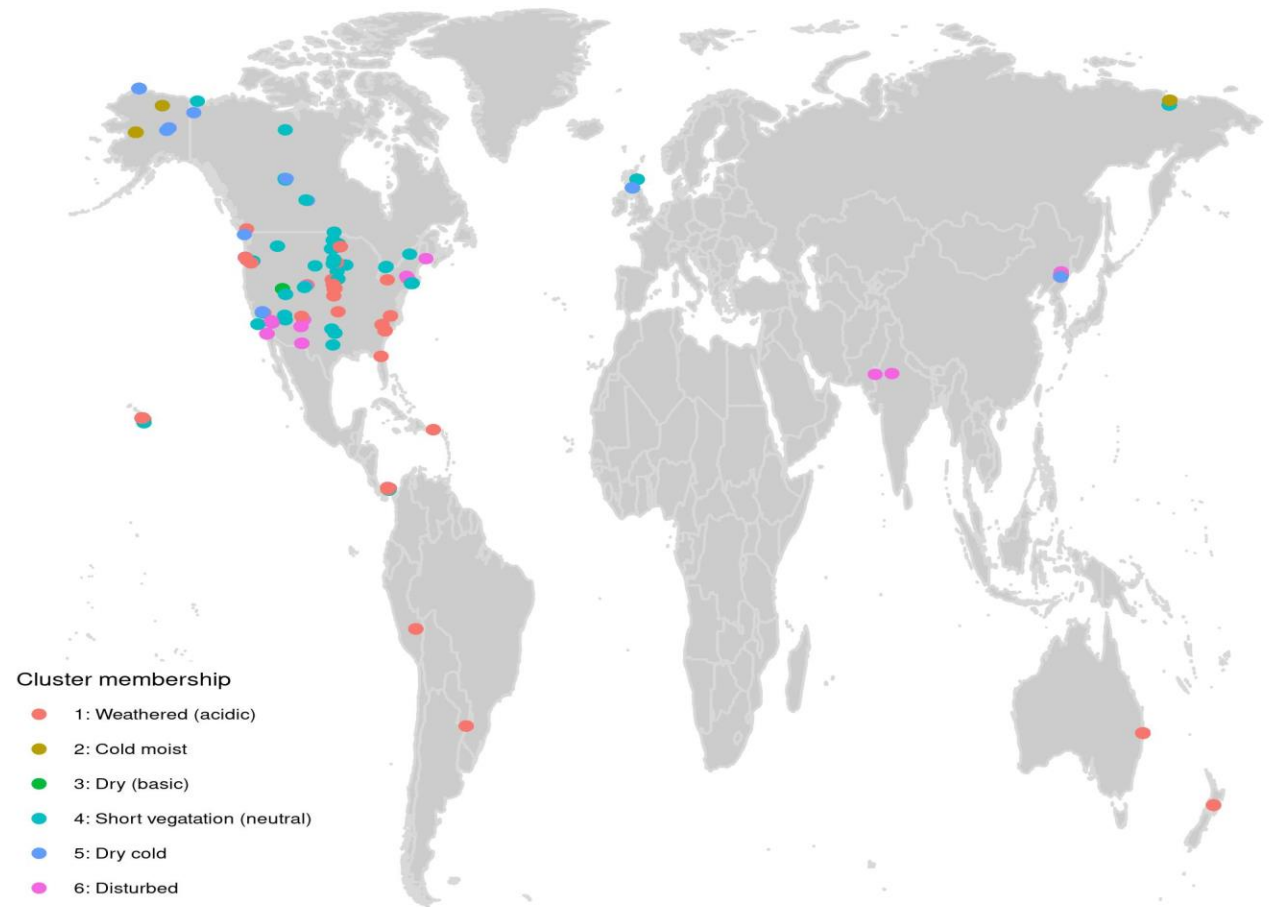 Cluster membership
1: Weathered (acidic)
2: Cold moist
3: Dry (basic)
4: Short vegatation (neutral)
5: Dry cold
6: Disturbed